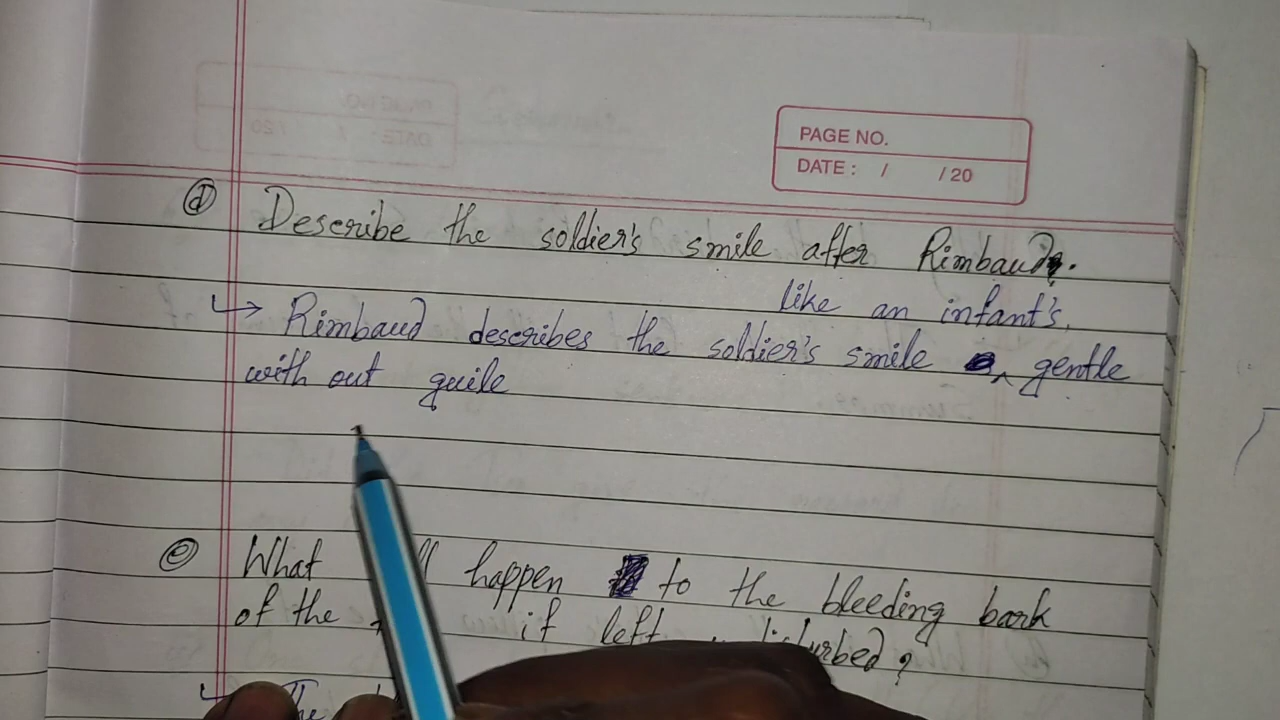 PAGE NO.
DATE : / / 20
d Describe the soldier's smile after Rimbaud.
like an infant's,
↳ Rimbaud describes the soldier's smile ^ gentle
with out guile
e What happen to the bleeding bark
of the if left
The